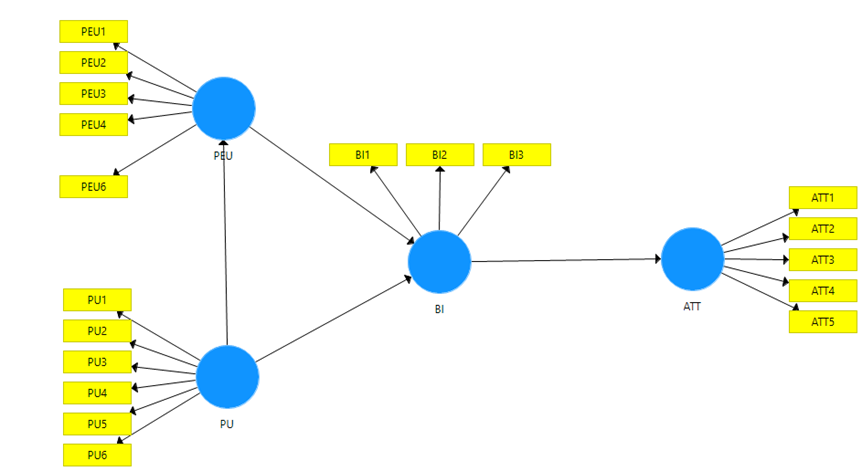 PEU1
PEU2
PEU3
PEU4
PEU6
PEU
BI1
BI2
BI3
BI
ATT1
ATT2
ATT3
ATT4
ATT5
ATT
PU1
PU2
PU3
PU4
PU5
PU6
PU